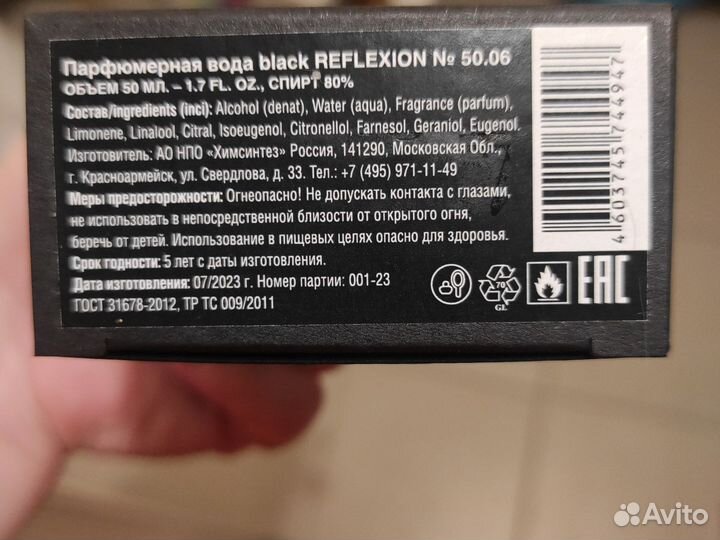 Парфюмерная вода black REFLEXION № 50.06
ОБЪЕМ 50 МЛ. – 1.7 FL. OZ., СПИРТ 80%
Состав/ingredients (inci): Alcohol (denat), Water (aqua), Fragrance (parfum),
Limonene, Linalool, Citral, Isoeugenol, Citronellol, Farnesol, Geraniol, Eugenol.
Изготовитель: АО НПО «Химсинтез» Россия, 141290, Московская Обл.,
г. Красноармейск, ул. Свердлова, д. 33. Тел.: +7 (495) 971-11-49
Меры предосторожности: Огнеопасно! Не допускать контакта с глазами,
не использовать в непосредственной близости от открытого огня,
беречь от детей. Использование в пищевых целях опасно для здоровья.
Срок годности: 5 лет с даты изготовления.
Дата изготовления: 07/2023 г. Номер партии: 001-23
ГОСТ 31678-2012, ТР ТС 009/2011
70
GL
EAC
4 603745 744947
Avito